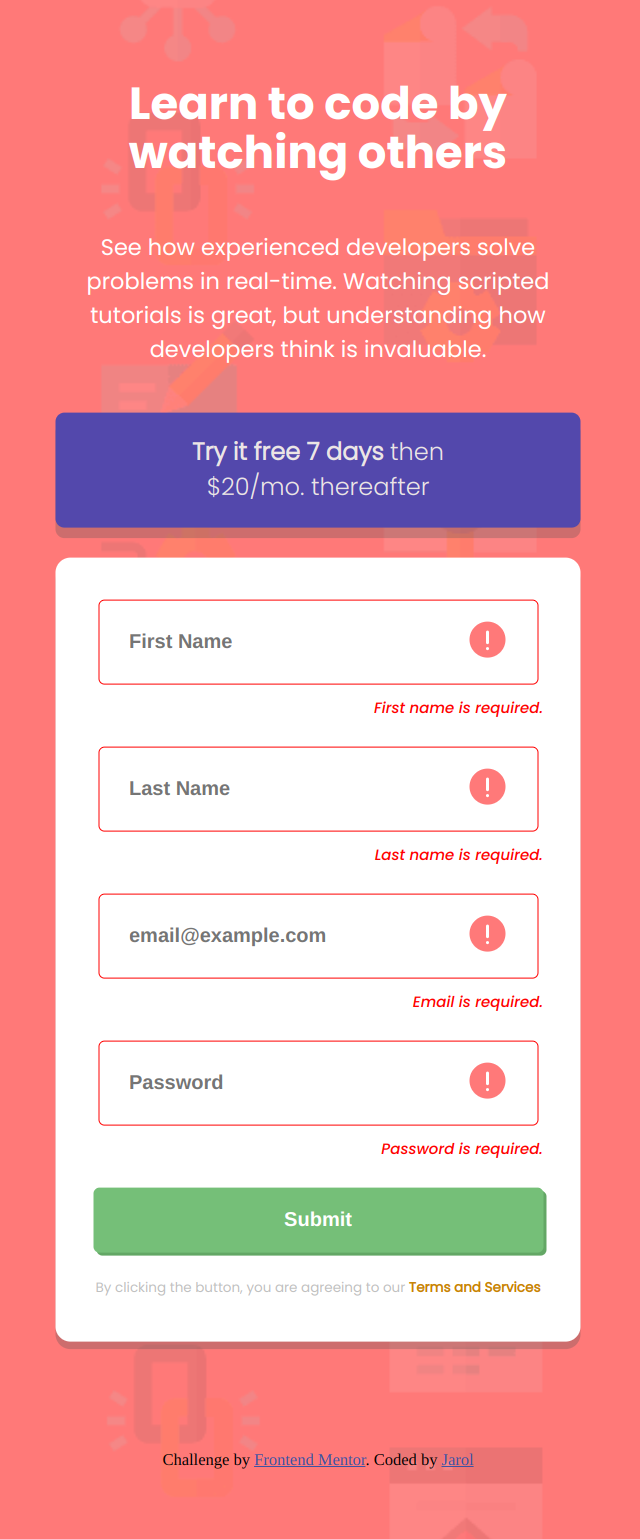 Learn to code by
watching others
See how experienced developers solve
problems in real-time. Watching scripted
tutorials is great, but understanding how
developers think is invaluable.
Try it free 7 days then
$20/mo. thereafter
First Name
First name is required.
Last Name
Last name is required.
email@example.com
Email is required.
Password
Password is required.
Submit
By clicking the button, you are agreeing to our Terms and Services
Challenge by Frontend Mentor. Coded by Jarol